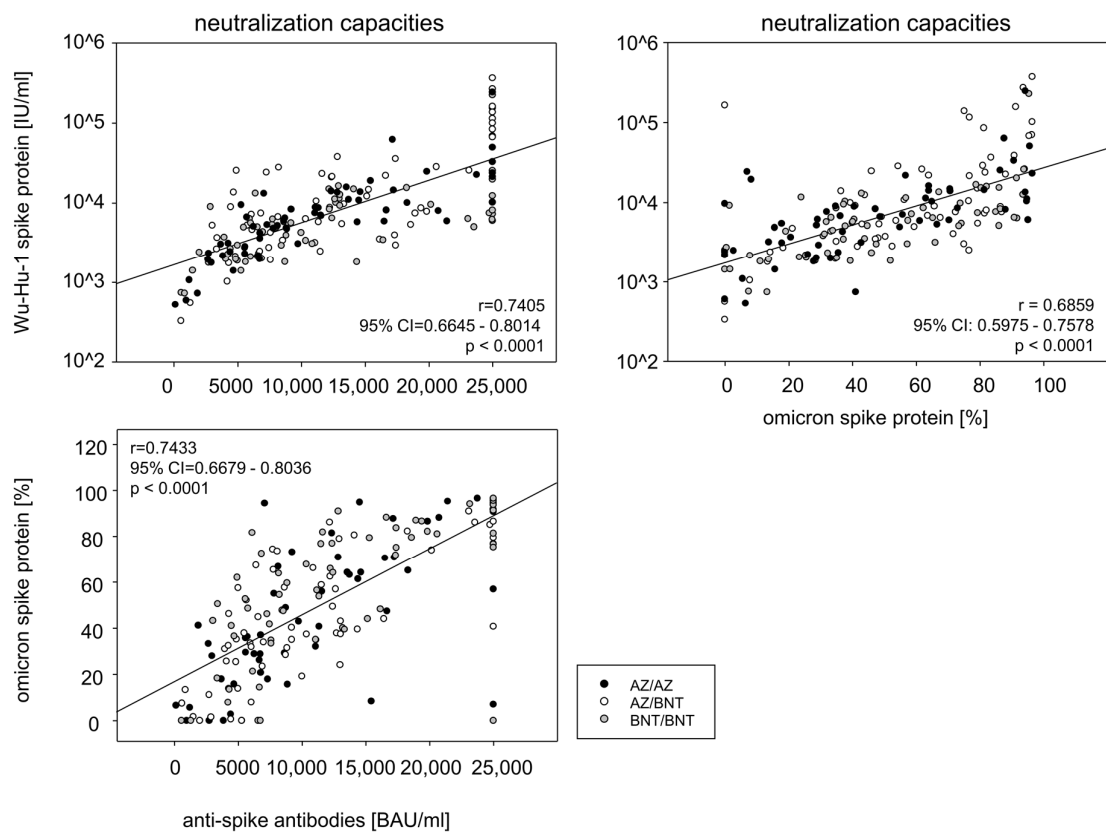 neutralization capacities
10^6
10^5
10^4
10^3
10^2
Wu-Hu-1 spike protein [IU/ml]
r=0.7405
95% CI=0.6645 - 0.8014
p < 0.0001
0 5000 10,000 15,000 20,000 25,000
neutralization capacities
10^6
10^5
10^4
10^3
10^2
r = 0.6859
95% CI: 0.5975 - 0.7578
p < 0.0001
0 20 40 60 80 100
omicron spike protein [%]
120
100
80
60
40
20
0
omicron spike protein [%]
r=0.7433
95% CI=0.6679 - 0.8036
p < 0.0001
0 5000 10,000 15,000 20,000 25,000
anti-spike antibodies [BAU/ml]
AZ/AZ
AZ/BNT
BNT/BNT